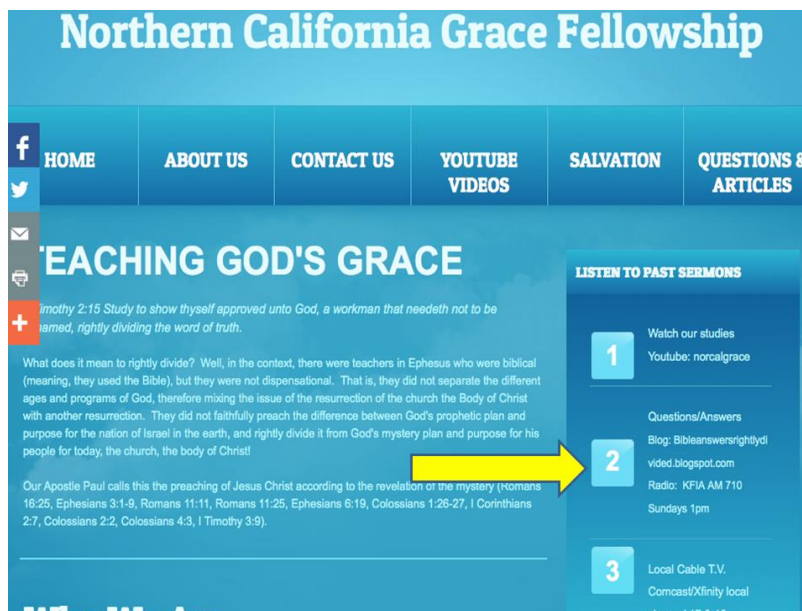 Northern California Grace Fellowship
HOME
ABOUT US
CONTACT US
YOUTUBE
VIDEOS
SALVATION
QUESTIONS &
ARTICLES
EACHING GOD'S GRACE
imothy 2:15 Study to show thyself approved unto God, a workman that needeth not to be
hamed, rightly dividing the word of truth.
What does it mean to rightly divide? Well, in the context, there were teachers in Ephesus who were biblical
(meaning, they used the Bible), but they were not dispensational. That is, they did not separate the different
ages and programs of God, therefore mixing the issue of the resurrection of the church the Body of Christ
with another resurrection. They did not faithfully preach the difference between God's prophetic plan and
purpose for the nation of Israel in the earth, and rightly divide it from God's mystery plan and purpose for his
people for today, the church, the body of Christ!
Our Apostle Paul calls this the preaching of Jesus Christ according to the revelation of the mystery (Romans
16:25, Ephesians 3:1-9, Romans 11:11, Romans 11:25, Ephesians 6:19, Colossians 1:26-27, I Corinthians
2:7, Colossians 2:2, Colossians 4:3, I Timothy 3:9).
LISTEN TO PAST SERMONS
1
Watch our studies
Youtube: norcalgrace
2
Questions/Answers
Blog: Bibleanswersrightlydi
vided.blogspot.com
Radio: KFIA AM 710
Sundays 1pm
3
Local Cable T.V.
Comcast/Xfinity local